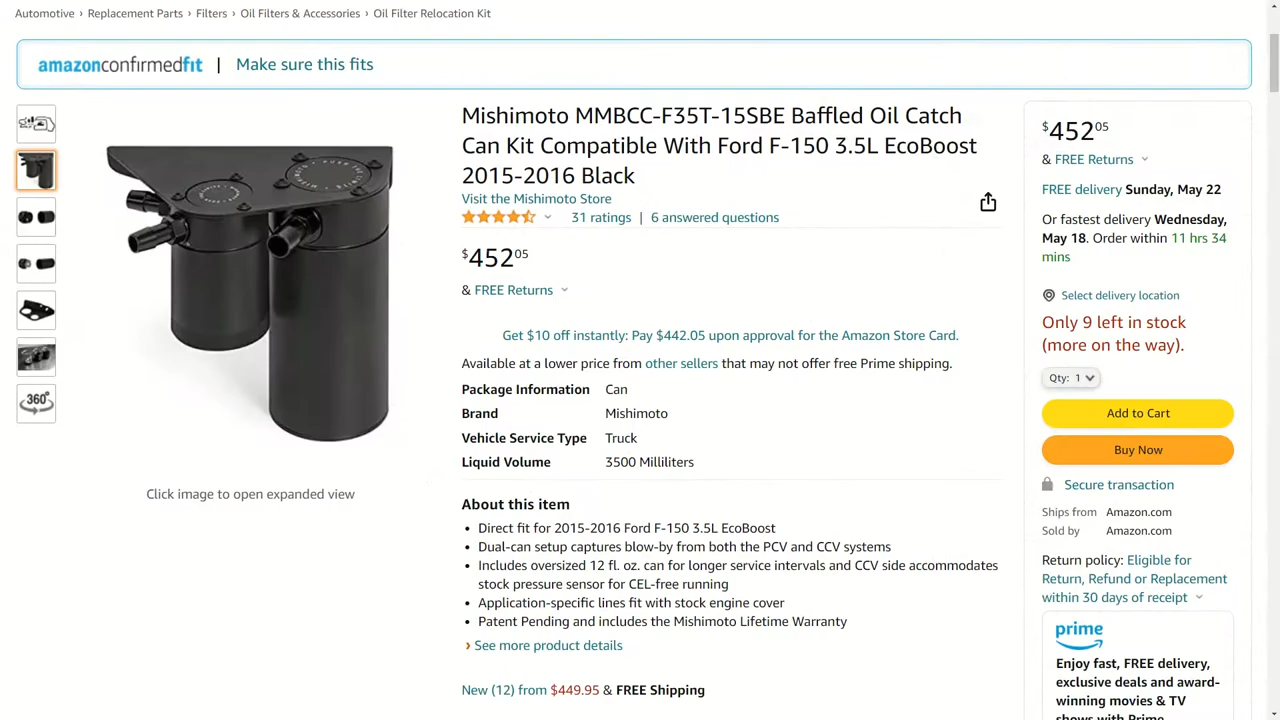 Automotive › Replacement Parts › Filters › Oil Filters & Accessories › Oil Filter Relocation Kit
amazonconfirmedfit | Make sure this fits
Mishimoto MMBCC-F35T-15SBE Baffled Oil Catch
Can Kit Compatible With Ford F-150 3.5L EcoBoost
2015-2016 Black
Visit the Mishimoto Store
31 ratings | 6 answered questions
$45205
& FREE Returns
Get $10 off instantly: Pay $442.05 upon approval for the Amazon Store Card.
Available at a lower price from other sellers that may not offer free Prime shipping.
Package Information Can
Brand Mishimoto
Vehicle Service Type Truck
Liquid Volume 3500 Milliliters
About this item
• Direct fit for 2015-2016 Ford F-150 3.5L EcoBoost
• Dual-can setup captures blow-by from both the PCV and CCV systems
• Includes oversized 12 fl. oz. can for longer service intervals and CCV side accommodates
stock pressure sensor for CEL-free running
• Application-specific lines fit with stock engine cover
• Patent Pending and includes the Mishimoto Lifetime Warranty
› See more product details
New (12) from $449.95 & FREE Shipping
360°
Click image to open expanded view
$45205
& FREE Returns
FREE delivery Sunday, May 22
Or fastest delivery Wednesday,
May 18. Order within 11 hrs 34
mins
Select delivery location
Only 9 left in stock
(more on the way).
Qty: 1
Add to Cart
Buy Now
Secure transaction
Ships from Amazon.com
Sold by Amazon.com
Return policy: Eligible for
Return, Refund or Replacement
within 30 days of receipt
prime
Enjoy fast, FREE delivery,
exclusive deals and award-
winning movies & TV
shows with Prime